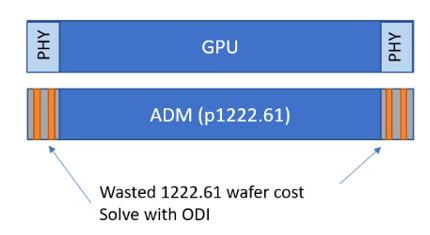 PHY
GPU
PHY
ADM (p1222.61)
Wasted 1222.61 wafer cost
Solve with ODI